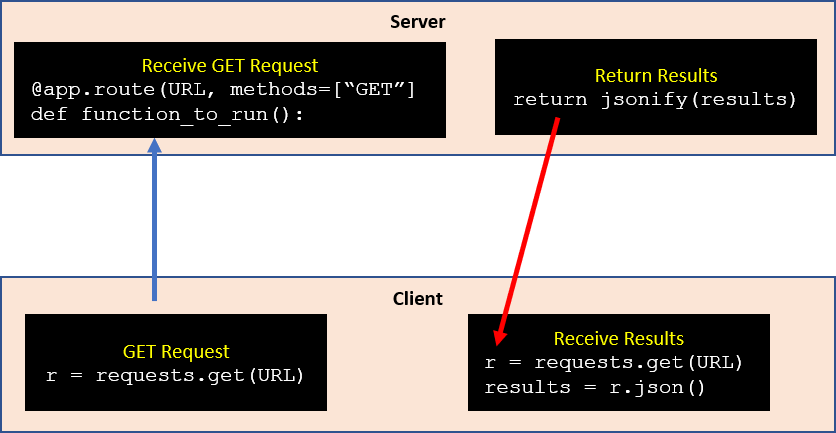 Server
Receive GET Request
@app.route(URL, methods=[“GET”]
def function_to_run():
Return Results
return jsonify(results)
Client
GET Request
r = requests.get(URL)
Receive Results
r = requests.get(URL)
results = r.json()